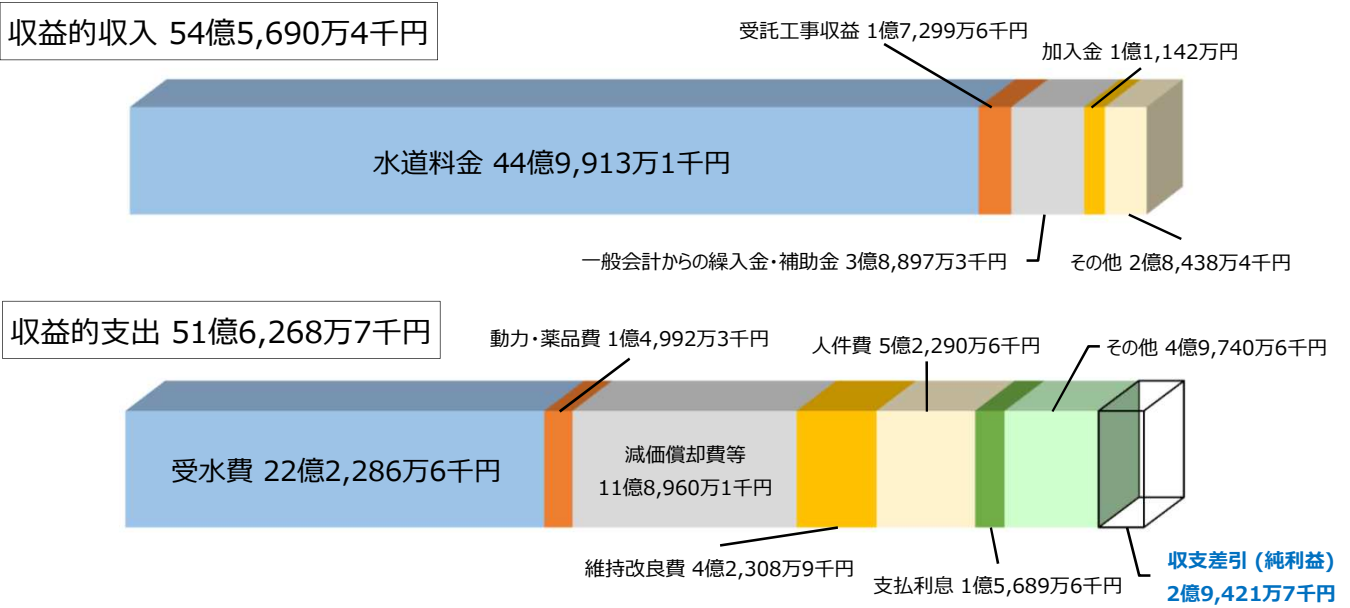 収益的収入 54億5,690万4千円
受託工事収益 1億7,299万6千円
加入金 1億1,142万円
水道料金 44億9,913万1千円
一般会計からの繰入金・補助金 3億8,897万3千円
その他 2億8,438万4千円
収益的支出 51億6,268万7千円
動力・薬品費 1億4,992万3千円
人件費 5億2,290万6千円
その他 4億9,740万6千円
受水費 22億2,286万6千円
減価償却費等
11億8,960万1千円
維持改良費 4億2,308万9千円
支払利息 1億5,689万6千円
収支差引 (純利益)
2億9,421万7千円